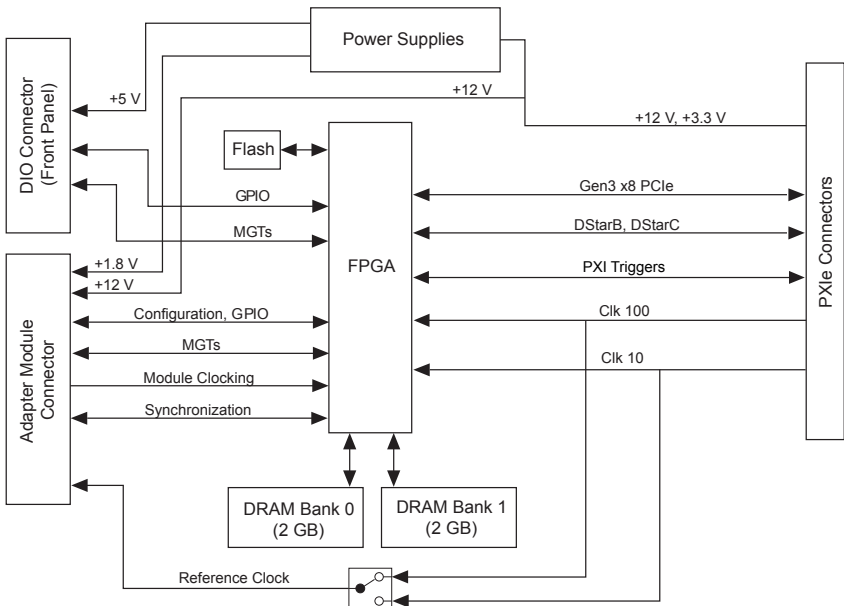 Power Supplies
DIO Connector
(Front Panel)
+5 V
+12 V
+12 V, +3.3 V
Flash
GPIO
MGTs
FPGA
Gen3 x8 PCIe
DStarB, DStarC
PXI Triggers
Clk 100
Clk 10
PXIe Connectors
Adapter Module
Connector
+1.8 V
+12 V
Configuration, GPIO
MGTs
Module Clocking
Synchronization
DRAM Bank 0
(2 GB)
DRAM Bank 1
(2 GB)
Reference Clock